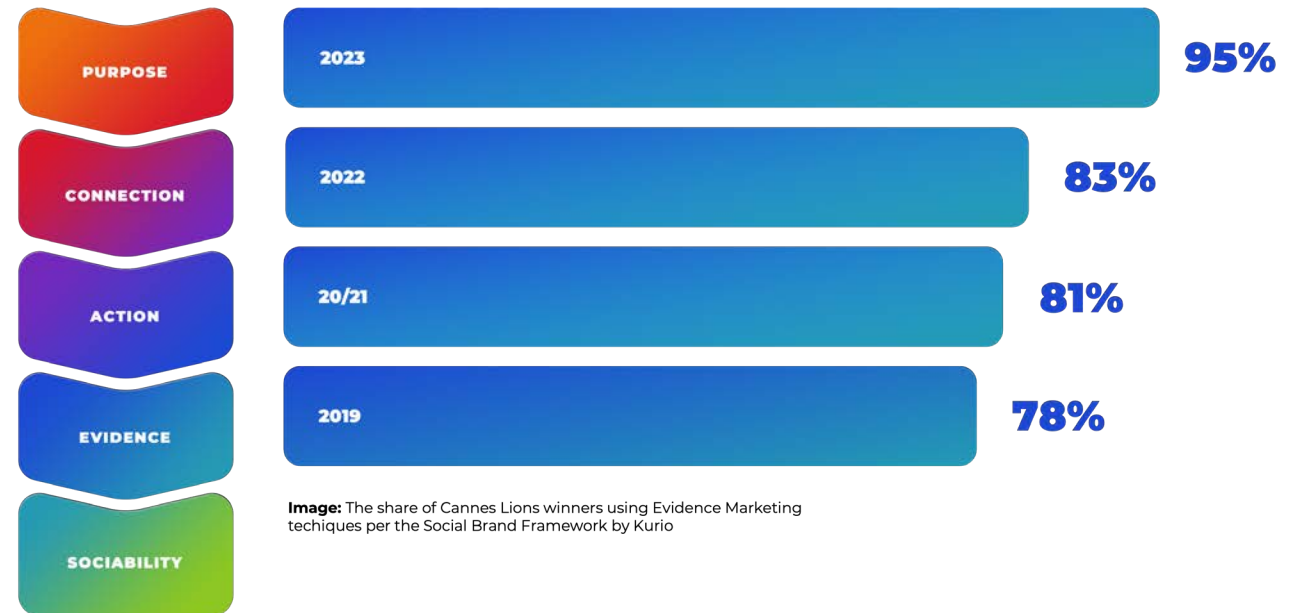 PURPOSE
2023
95%
CONNECTION
2022
83%
ACTION
20/21
81%
EVIDENCE
2019
78%
Image: The share of Cannes Lions winners using Evidence Marketing
techiques per the Social Brand Framework by Kurio
SOCIABILITY